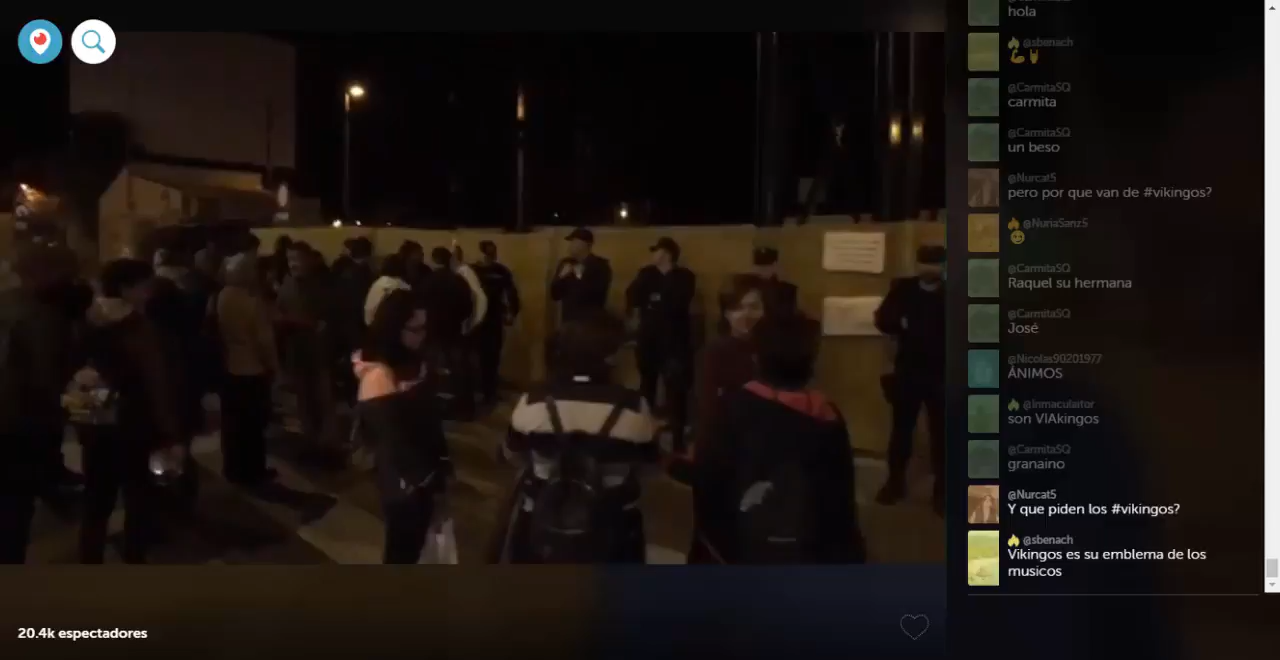 20.4k espectadores
@CarmitaSQ
hola
@sbenach
@CarmitaSQ
carmita
@CarmitaSQ
un beso
@Nurcat5
pero por que van de #vikingos?
@NuriaSanz5
@CarmitaSQ
Raquel su hermana
@CarmitaSQ
José
@Nicolas90201977
ÂNIMOS
@Inmaculaitor
son VIAkingos
@CarmitaSQ
granaino
@Nurcat5
Y que piden los #vikingos?
@sbenach
Vikingos es su emblema de los
musicos